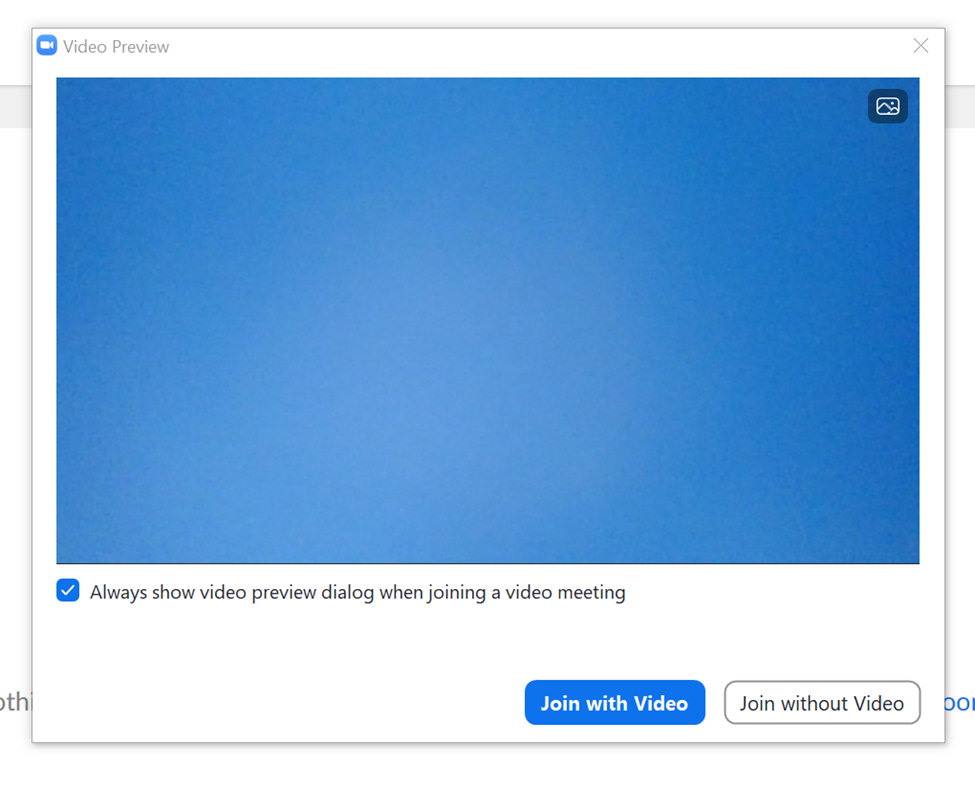 Video Preview
Always show video preview dialog when joining a video meeting
Join with Video
Join without Video